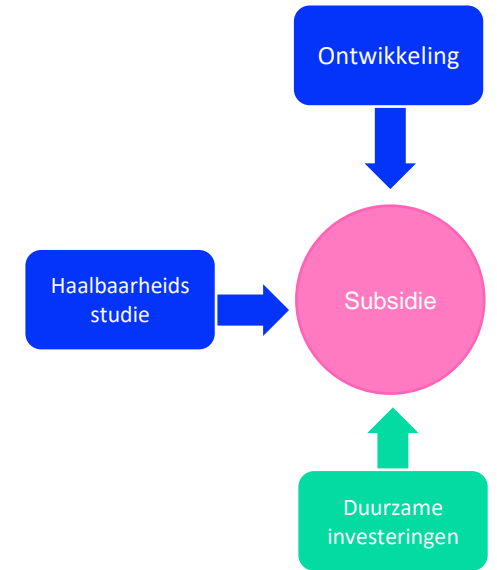 Ontwikkeling
Haalbaarheids
studie
Subsidie
Duurzame
investeringen